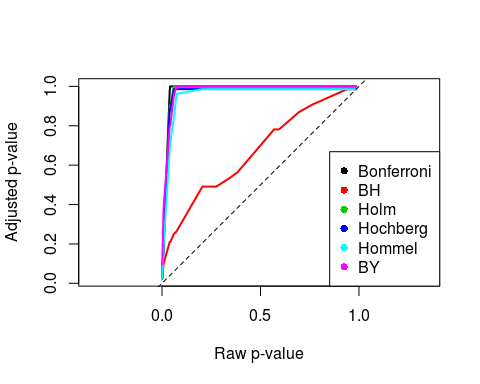 Adjusted p-value
1.0
0.8
0.6
0.4
0.2
0.0
Bonferroni
BH
Holm
Hochberg
Hommel
BY
0.0 0.5 1.0
Raw p-value